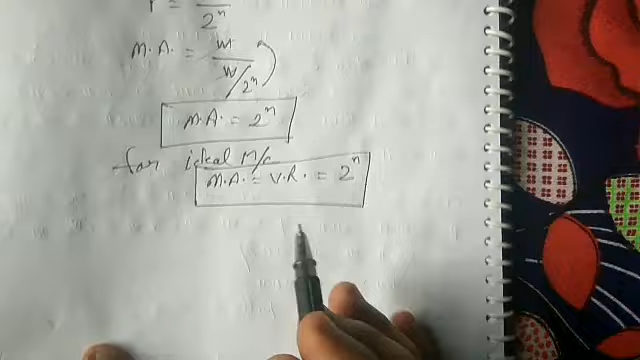 P = 2ⁿ
M.A. = W
W/2ⁿ
M.A. = 2ⁿ
for ideal M/c
M.A. = V.R. = 2ⁿ